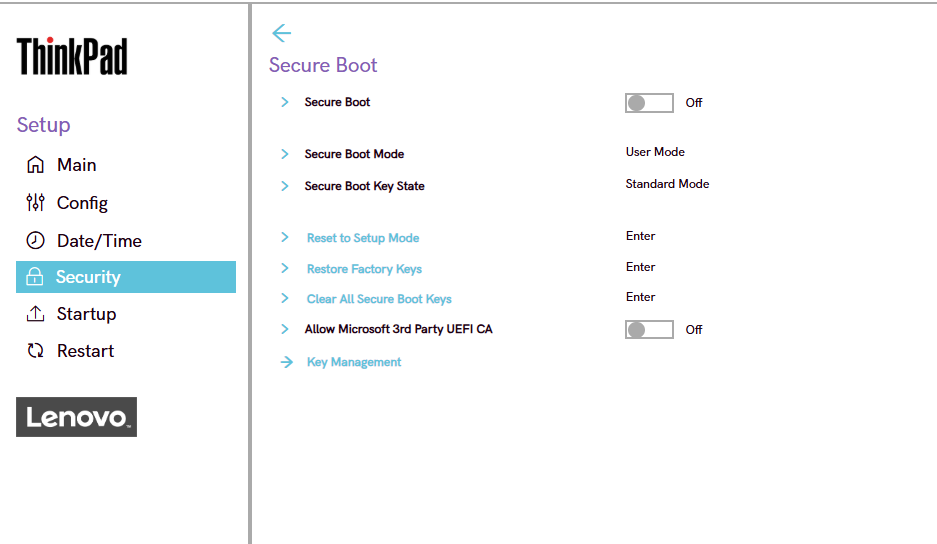 ThinkPad
Setup
Main
Config
Date/Time
Security
Startup
Restart
Lenovo™
Secure Boot
Secure Boot Off
Secure Boot Mode User Mode
Secure Boot Key State Standard Mode
Reset to Setup Mode Enter
Restore Factory Keys Enter
Clear All Secure Boot Keys Enter
Allow Microsoft 3rd Party UEFI CA Off
Key Management